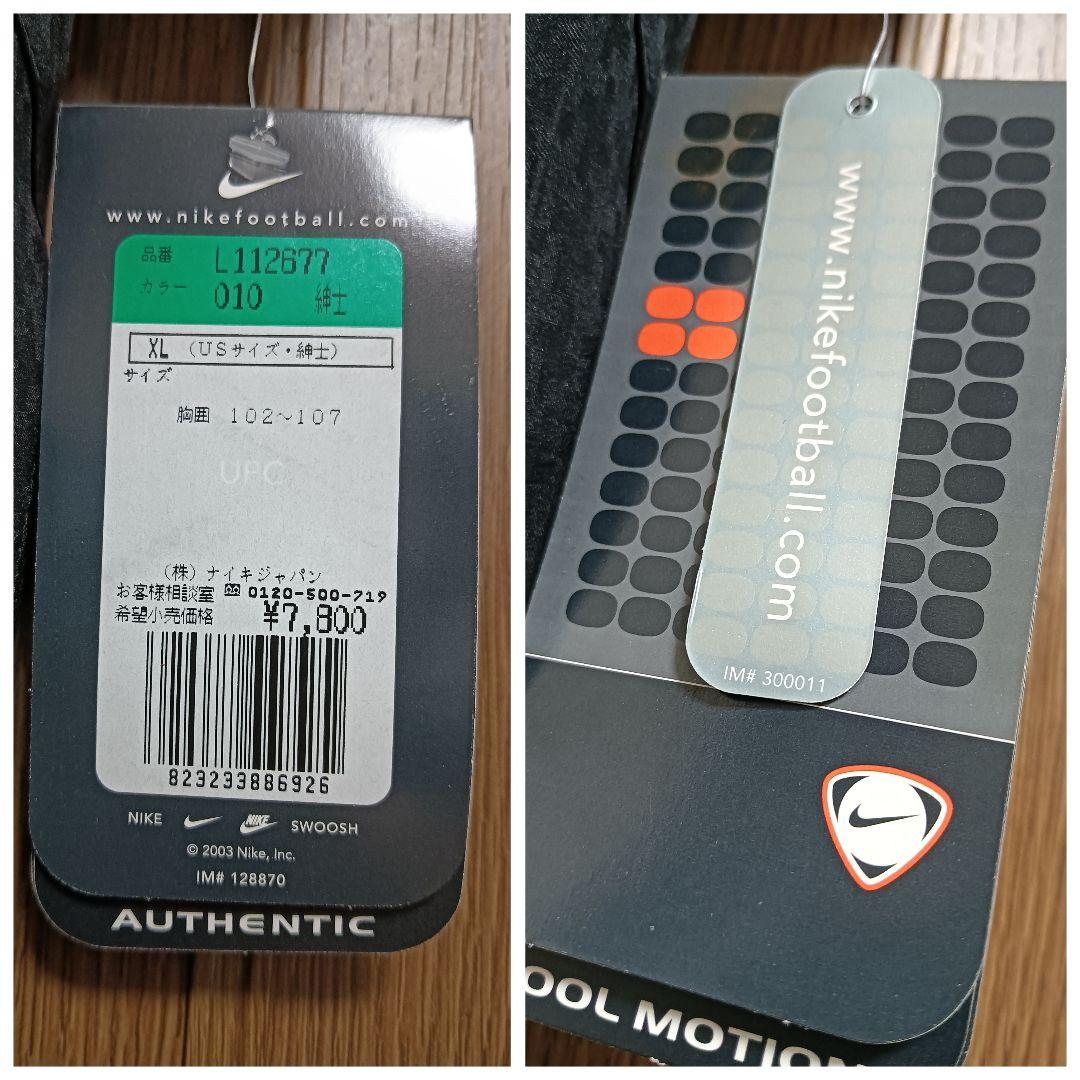 www.nikefootball.com
品番 L112677
カラー 010 紳士
XL (USサイズ・紳士)
サイズ
胸囲 102~107
UPC
(株) ナイキジャパン
お客様相談室 0120-500-719
希望小売価格 ¥7,800
823233886926
NIKE NIKE SWOOSH
© 2003 Nike, Inc.
IM# 128870
AUTHENTIC
www.nikefootball.com
IM# 300011
OOL MOTION